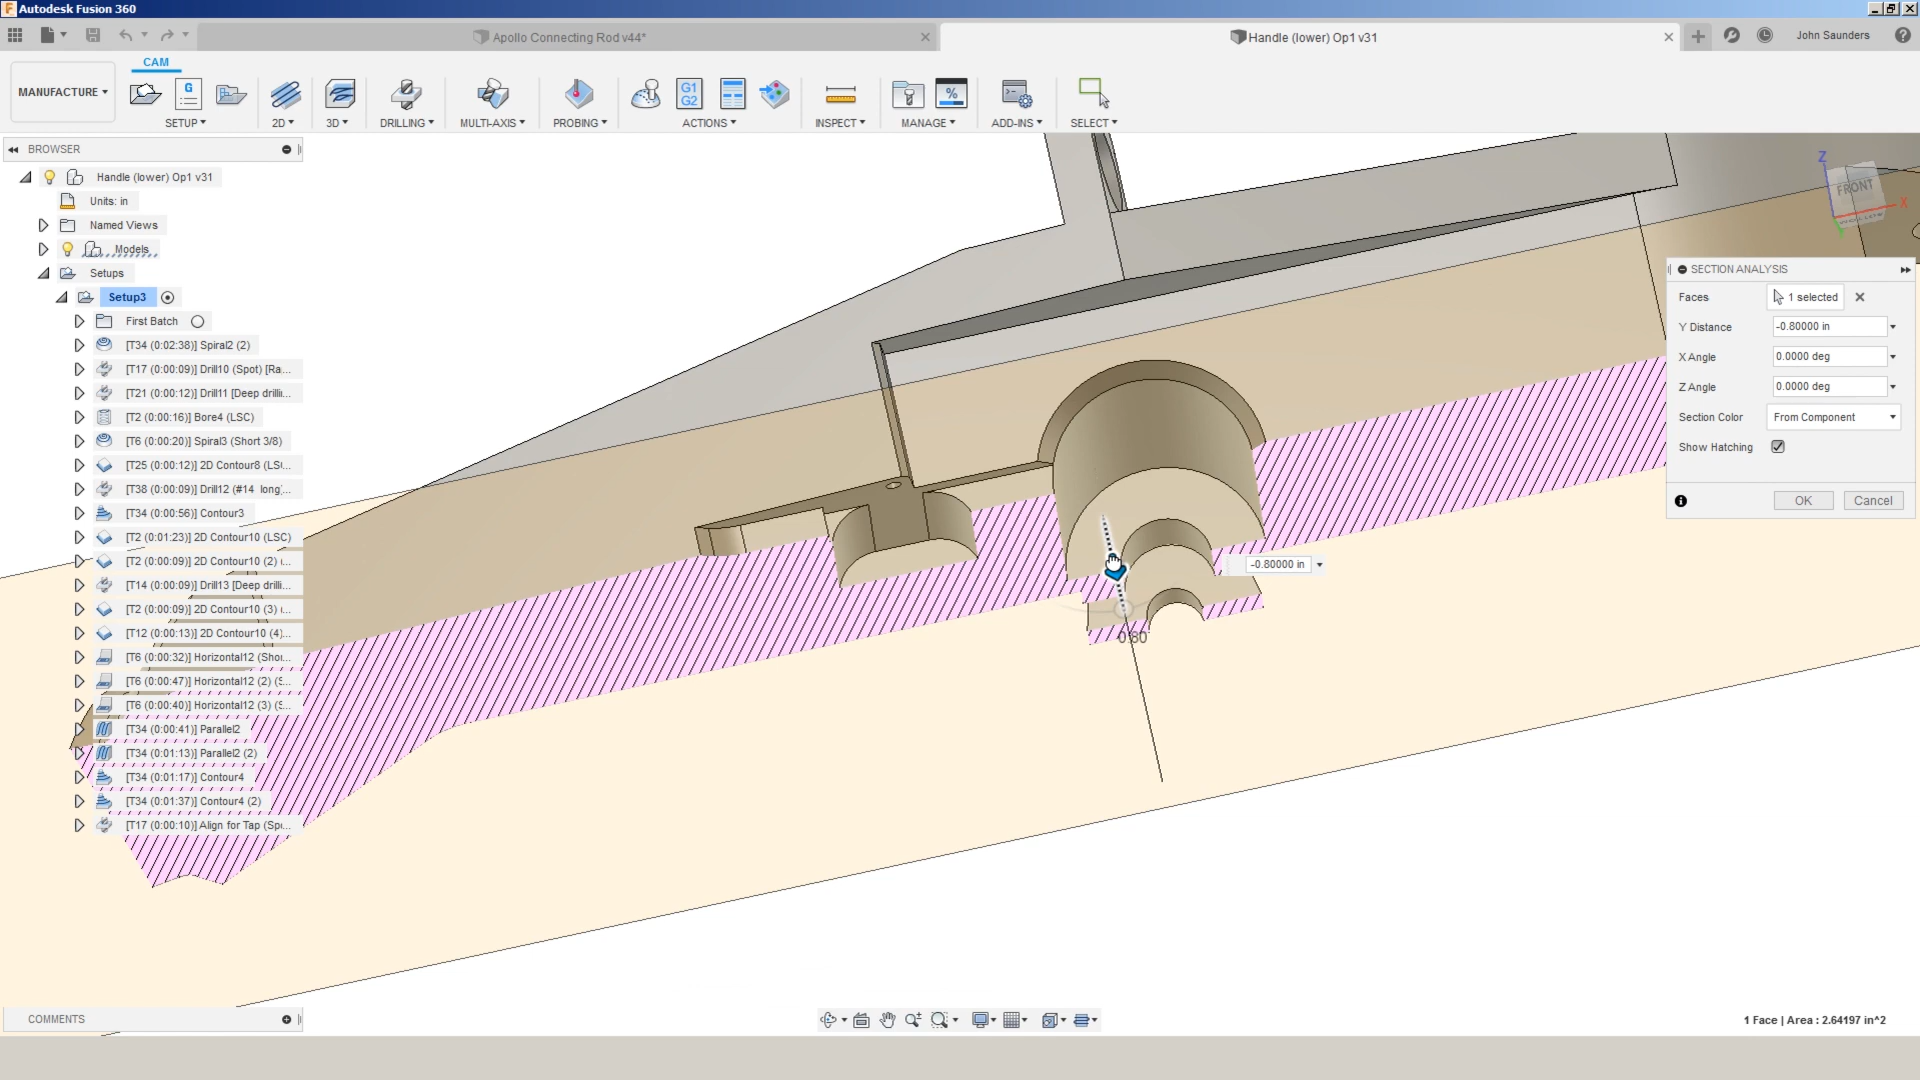 Autodesk Fusion 360
Apollo Connecting Rod v44*
Handle (lower) Op1 v31
John Saunders
CAM
MANUFACTURE
SETUP
2D
3D
DRILLING
MULTI-AXIS
PROBING
G1
G2
ACTIONS
INSPECT
MANAGE
ADD-INS
SELECT
BROWSER
Handle (lower) Op1 v31
Units: in
Named Views
Models
Setups
Setup3
First Batch
[T34 (0:02:38)] Spiral2 (2)
[T17 (0:00:09)] Drill10 (Spot) [Ra...
[T21 (0:00:12)] Drill11 [Deep drilli...
[T2 (0:00:16)] Bore4 (LSC)
[T6 (0:00:20)] Spiral3 (Short 3/8)
[T25 (0:00:12)] 2D Contour8 (LS(...
[T38 (0:00:09)] Drill12 (#14 long)...
[T34 (0:00:56)] Contour3
[T2 (0:01:23)] 2D Contour10 (LSC)
[T2 (0:00:09)] 2D Contour10 (2) (...
[T14 (0:00:09)] Drill13 [Deep drilli...
[T2 (0:00:09)] 2D Contour10 (3) (...
[T12 (0:00:13)] 2D Contour10 (4)...
[T6 (0:00:32)] Horizontal12 (Shor...
[T6 (0:00:47)] Horizontal12 (2) (S...
[T6 (0:00:40)] Horizontal12 (3) (S...
[T34 (0:00:41)] Parallel2
[T34 (0:01:13)] Parallel2 (2)
[T34 (0:01:17)] Contour4
[T34 (0:01:37)] Contour4 (2)
[T17 (0:00:10)] Align for Tap (Spo...
Z
FRONT
X
Y
SECTION ANALYSIS
Faces
1 selected
Y Distance
-0.80000 in
X Angle
0.0000 deg
Z Angle
0.0000 deg
Section Color
From Component
Show Hatching
OK
Cancel
-0.80000 in
0.80
COMMENTS
1 Face | Area : 2.64197 in^2